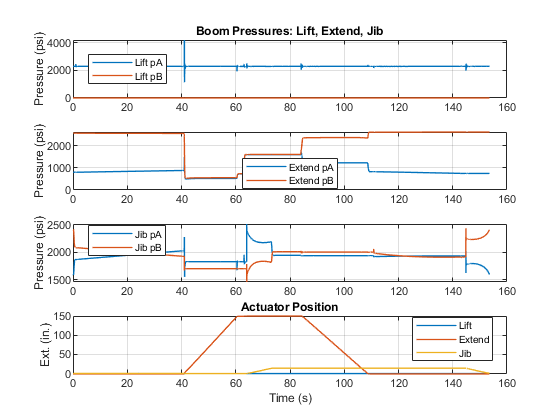 Boom Pressures: Lift, Extend, Jib
Pressure (psi)
4000
2000
0
Lift pA
Lift pB
0 20 40 60 80 100 120 140 160
Pressure (psi)
2000
1000
0
Extend pA
Extend pB
0 20 40 60 80 100 120 140 160
Pressure (psi)
2500
2000
1500
Jib pA
Jib pB
0 20 40 60 80 100 120 140 160
Actuator Position
Ext. (in.)
150
100
50
0
Lift
Extend
Jib
0 20 40 60 80 100 120 140 160
Time (s)